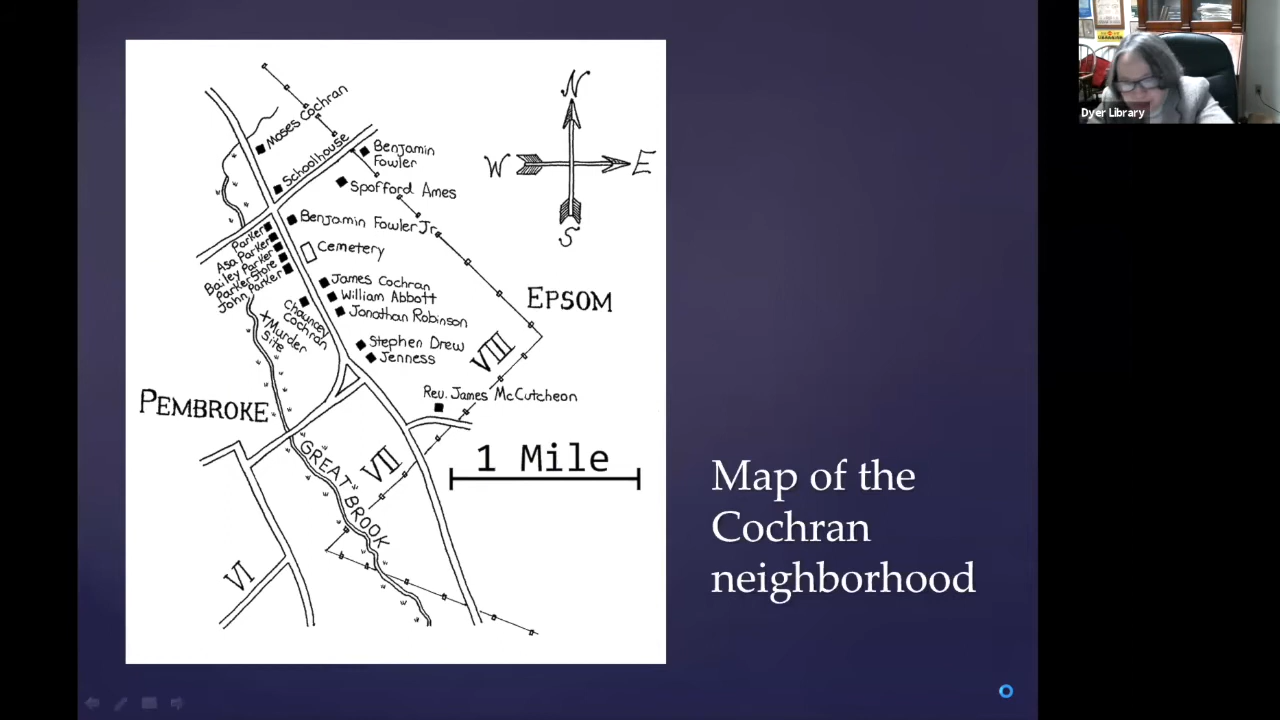 Moses Cochran
Schoolhouse
Benjamin
Fowler
Spofford Ames
Benjamin Fowler Jr.
Cemetery
Parker
Asa Parker
Bailey Parker
Parker Store
John Parker
James Cochran
William Abbott
Jonathan Robinson
Chauncey
Cochran
X Murder
Site
Stephen Drew
Jenness
Rev. James McCutcheon
N
W
E
S
EPSOM
VIII
PEMBROKE
VII
GREAT BROOK
VI
1 Mile
Map of the
Cochran
neighborhood
Dyer Library